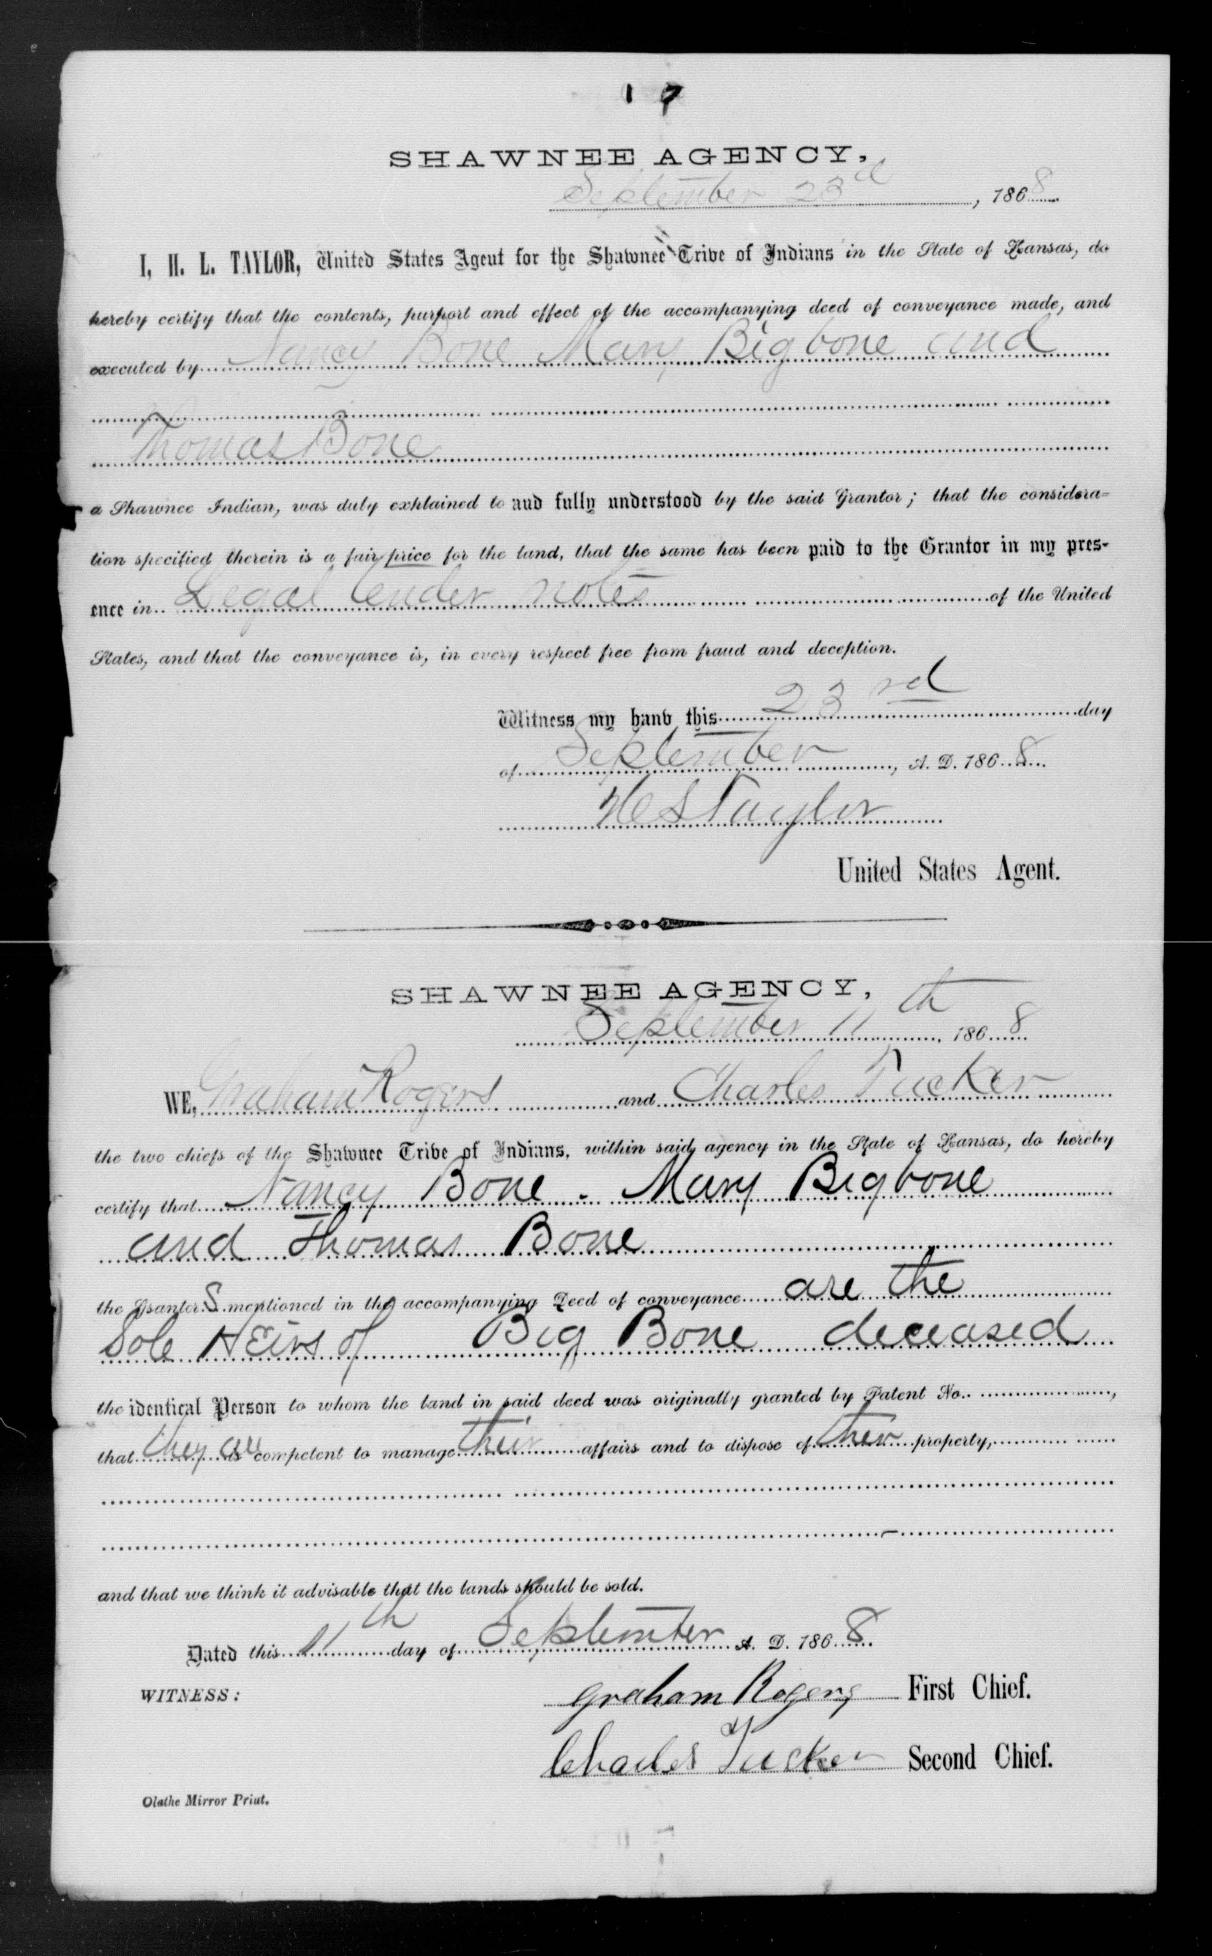 17
SHAWNEE AGENCY,
September 23rd, 1868.
I, H. L. TAYLOR, United States Agent for the Shawnee Tribe of Indians in the State of Kansas, do
hereby certify that the contents, purport and effect of the accompanying deed of conveyance made, and
executed by Nancy Bone Mary Bigbone and
Thomas Bone
a Shawnee Indian, was duly explained to and fully understood by the said Grantor; that the considera-
tion specified therein is a fair price for the land, that the same has been paid to the Grantor in my pres-
ence in Legal tender notes of the United
States, and that the conveyance is, in every respect free from fraud and deception.
Witness my hand this 23rd day
of September, A. D. 1868.
H L Taylor
United States Agent.
SHAWNEE AGENCY,
September 11th, 1868.
WE, Graham Rogers and Charles Tucker
the two chiefs of the Shawnee Tribe of Indians, within said agency in the State of Kansas, do hereby
certify that Nancy Bone. Mary Bigbone
and Thomas Bone
the GrantorS mentioned in the accompanying Deed of conveyance are the
Sole HEirs of Big Bone deceased
the identical Person to whom the land in said deed was originally granted by Patent No.,
that they are competent to manage their affairs and to dispose of their property,
and that we think it advisable that the lands should be sold.
Dated this 11th day of September A. D. 1868.
WITNESS:
Graham Rogers First Chief.
Charles Tucker Second Chief.
Olathe Mirror Print.